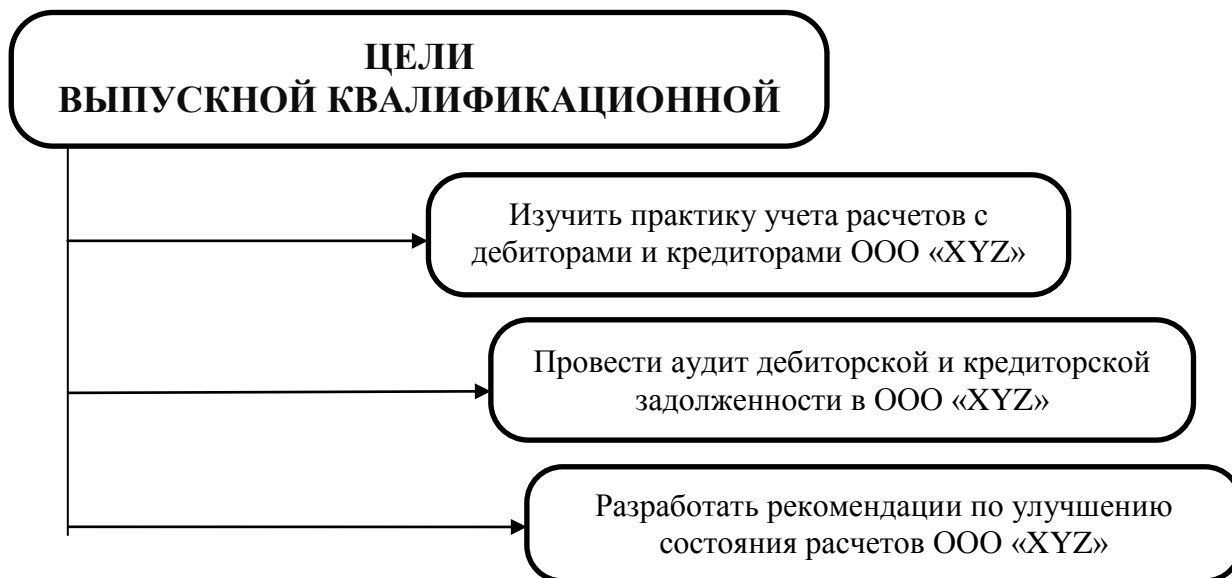 ЦЕЛИ
ВЫПУСКНОЙ КВАЛИФИКАЦИОННОЙ
Изучить практику учета расчетов с
дебиторами и кредиторами ООО «XYZ»
Провести аудит дебиторской и кредиторской
задолженности в ООО «XYZ»
Разработать рекомендации по улучшению
состояния расчетов ООО «XYZ»